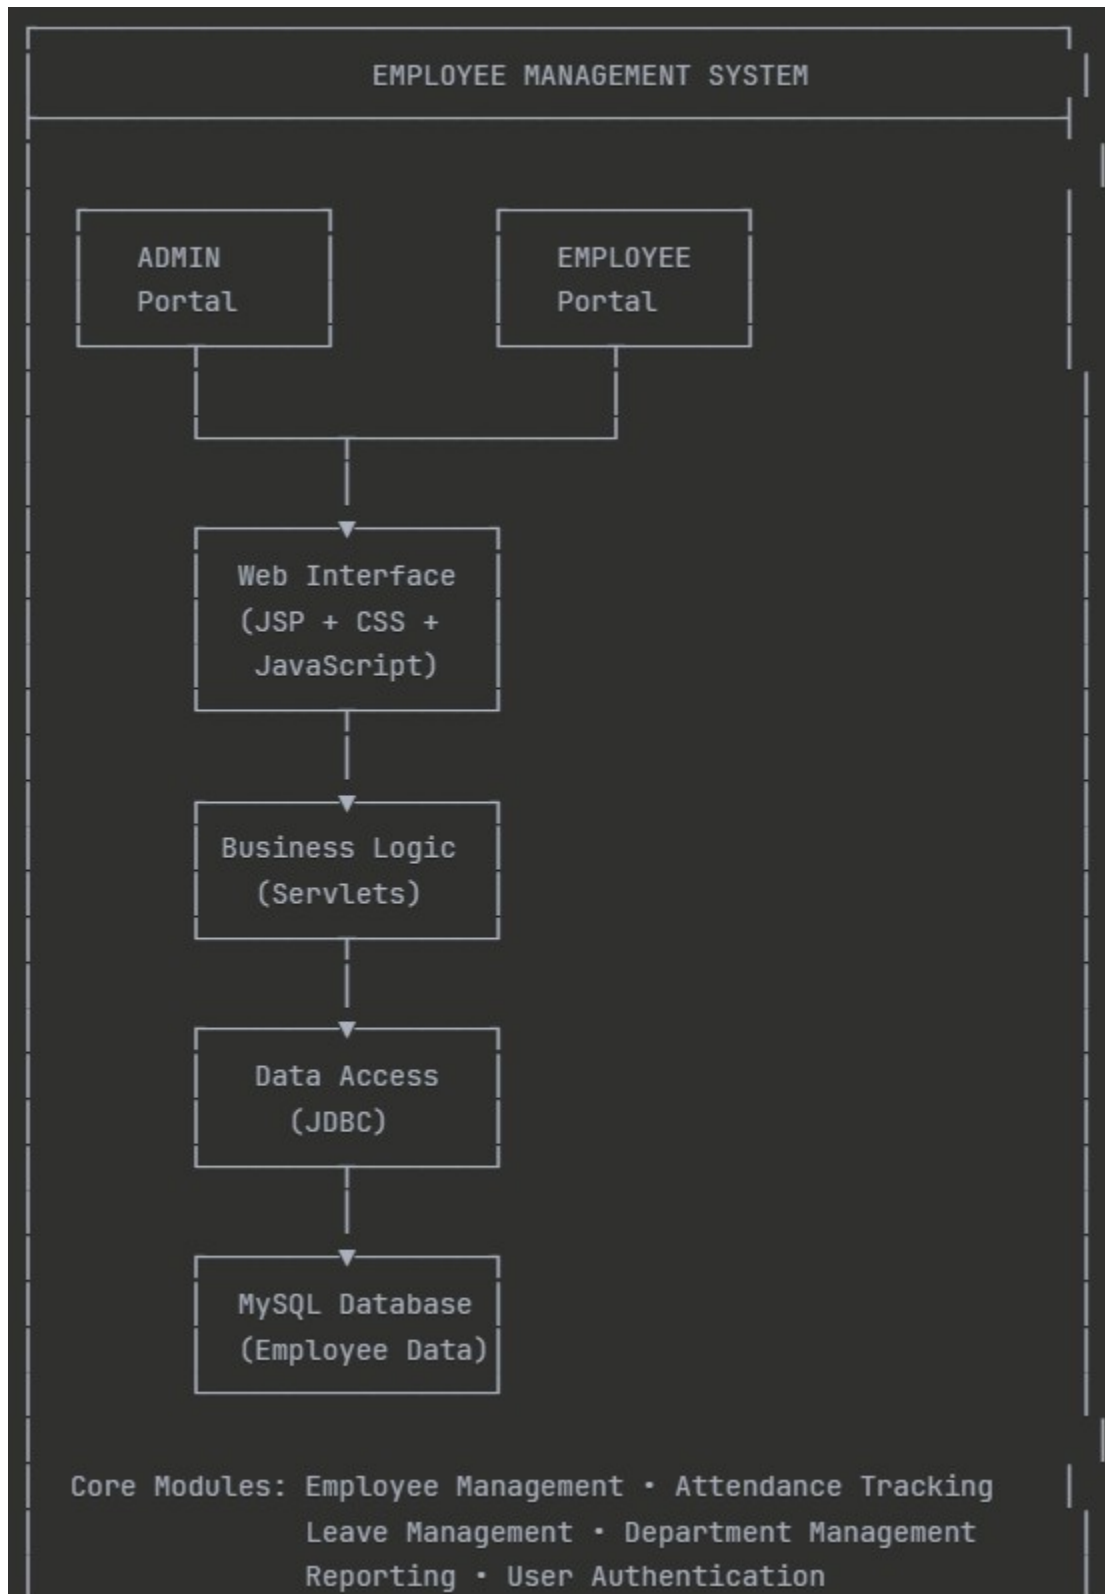 EMPLOYEE MANAGEMENT SYSTEM
ADMIN
Portal
EMPLOYEE
Portal
Web Interface
(JSP + CSS +
JavaScript)
Business Logic
(Servlets)
Data Access
(JDBC)
MySQL Database
(Employee Data)
Core Modules: Employee Management • Attendance Tracking
Leave Management • Department Management
Reporting • User Authentication